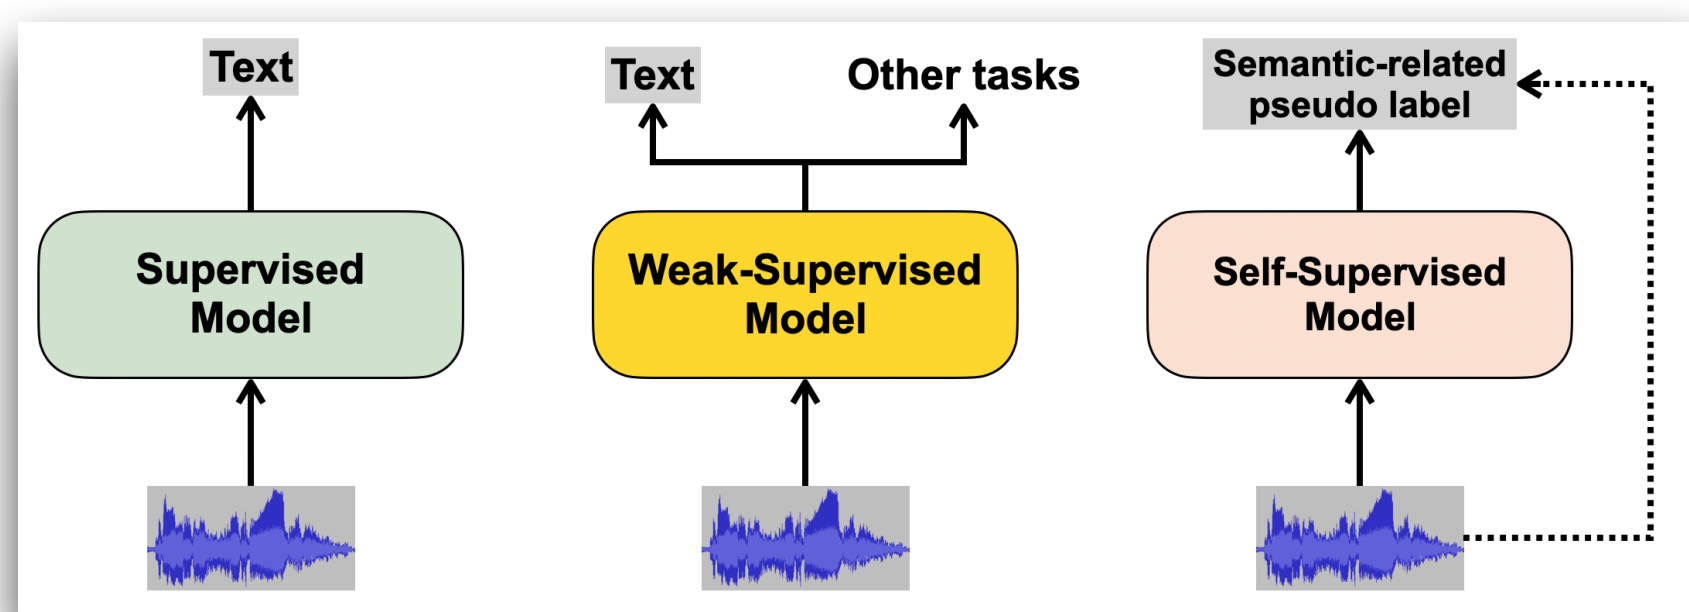 Text
Supervised
Model
Text
Other tasks
Weak-Supervised
Model
Semantic-related
pseudo label
Self-Supervised
Model